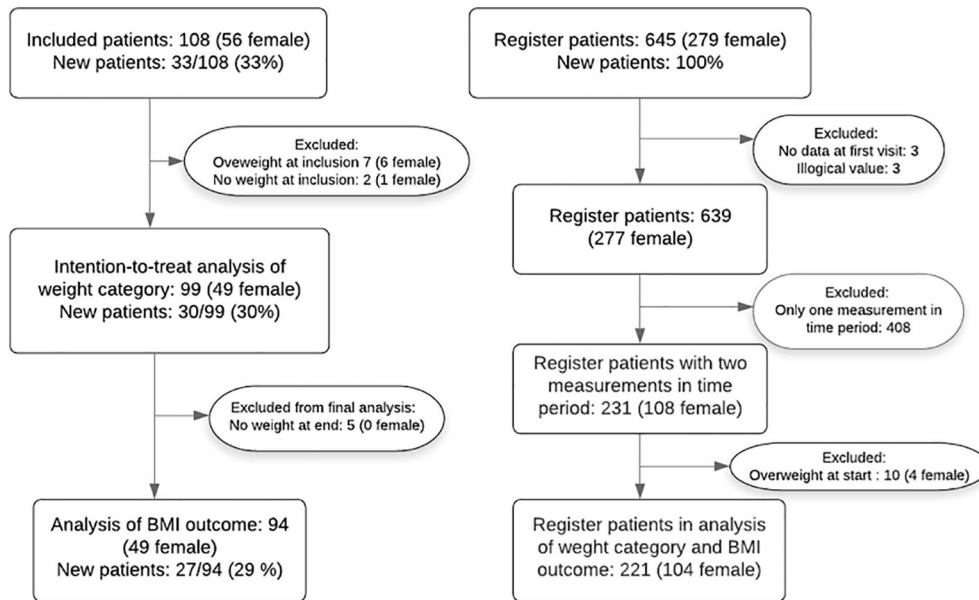 Included patients: 108 (56 female)
New patients: 33/108 (33%)
Excluded:
Oveweight at inclusion 7 (6 female)
No weight at inclusion: 2 (1 female)
Intention-to-treat analysis of
weight category: 99 (49 female)
New patients: 30/99 (30%)
Excluded from final analysis:
No weight at end: 5 (0 female)
Analysis of BMI outcome: 94
(49 female)
New patients: 27/94 (29 %)
Register patients: 645 (279 female)
New patients: 100%
Excluded:
No data at first visit: 3
Illogical value: 3
Register patients: 639
(277 female)
Excluded:
Only one measurement in
time period: 408
Register patients with two
measurements in time
period: 231 (108 female)
Excluded:
Overweight at start : 10 (4 female)
Register patients in analysis
of weght category and BMI
outcome: 221 (104 female)